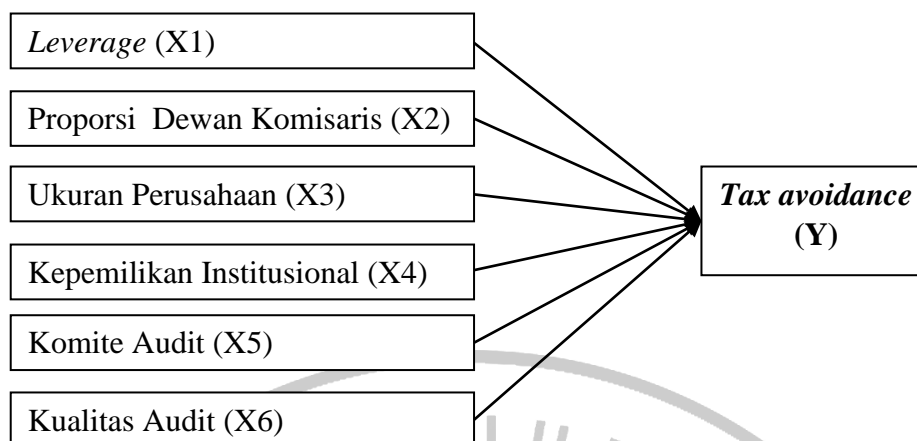 Leverage (X1)
Proporsi Dewan Komisaris (X2)
Ukuran Perusahaan (X3)
Kepemilikan Institusional (X4)
Komite Audit (X5)
Kualitas Audit (X6)
Tax avoidance
(Y)